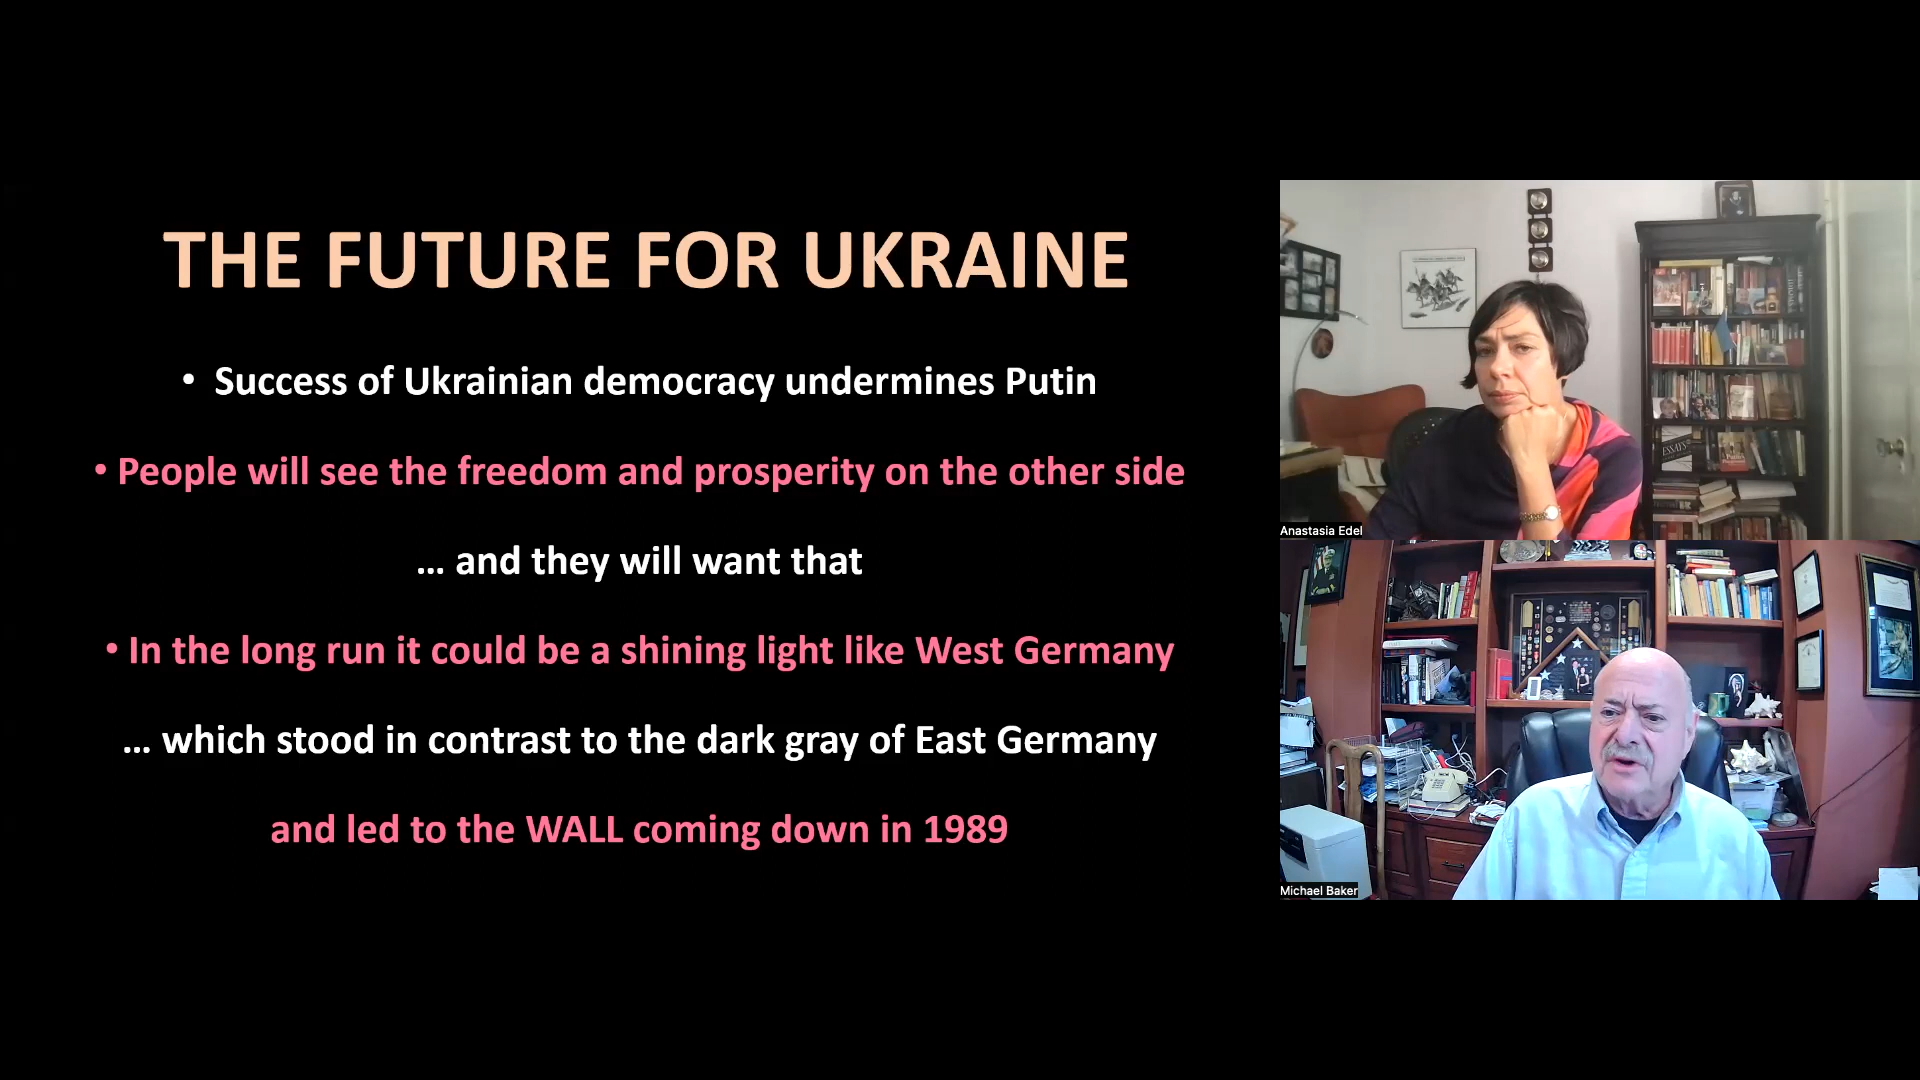 THE FUTURE FOR UKRAINE
• Success of Ukrainian democracy undermines Putin
• People will see the freedom and prosperity on the other side
... and they will want that
• In the long run it could be a shining light like West Germany
... which stood in contrast to the dark gray of East Germany
and led to the WALL coming down in 1989
ESSAYS
Anastasia Edel
Michael Baker